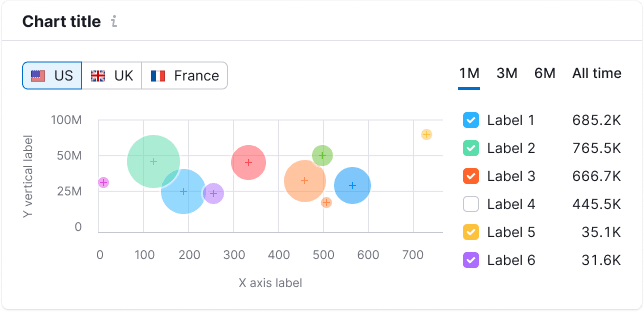 Chart title
US UK France
1M 3M 6M All time
Y vertical label
100M
50M
25M
0
0 100 200 300 400 500 600 700
X axis label
Label 1 685.2K
Label 2 765.5K
Label 3 666.7K
Label 4 445.5K
Label 5 35.1K
Label 6 31.6K